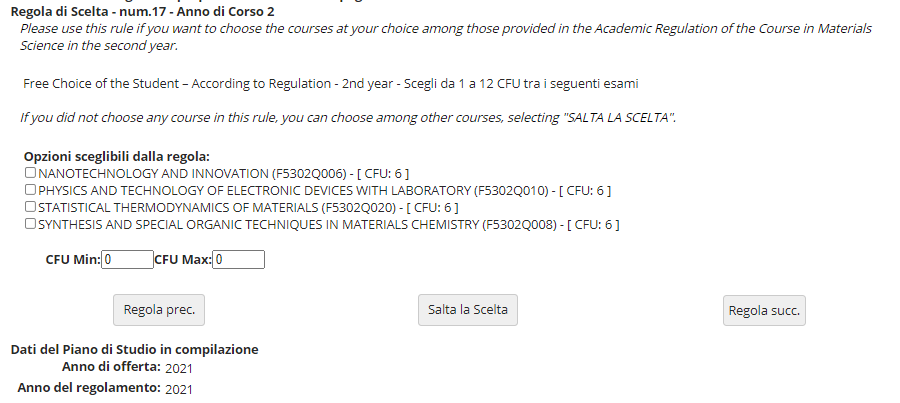 Regola di Scelta - num.17 - Anno di Corso 2
Please use this rule if you want to choose the courses at your choice among those provided in the Academic Regulation of the Course in Materials
Science in the second year.
Free Choice of the Student – According to Regulation - 2nd year - Scegli da 1 a 12 CFU tra i seguenti esami
If you did not choose any course in this rule, you can choose among other courses, selecting "SALTA LA SCELTA".
Opzioni sceglibili dalla regola:
NANOTECHNOLOGY AND INNOVATION (F5302Q006) - [ CFU: 6 ]
PHYSICS AND TECHNOLOGY OF ELECTRONIC DEVICES WITH LABORATORY (F5302Q010) - [ CFU: 6 ]
STATISTICAL THERMODYNAMICS OF MATERIALS (F5302Q020) - [ CFU: 6 ]
SYNTHESIS AND SPECIAL ORGANIC TECHNIQUES IN MATERIALS CHEMISTRY (F5302Q008) - [ CFU: 6 ]
CFU Min: 0 CFU Max: 0
Regola prec. Salta la Scelta Regola succ.
Dati del Piano di Studio in compilazione
Anno di offerta: 2021
Anno del regolamento: 2021